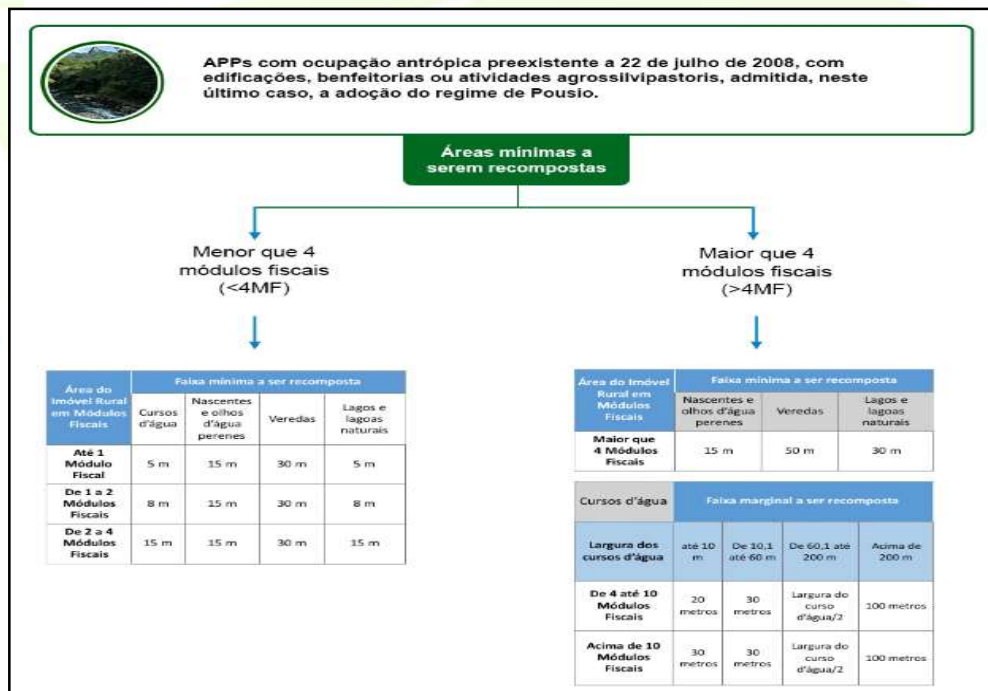 APPs com ocupação antrópica preexistente a 22 de julho de 2008, com
edificações, benfeitorias ou atividades agrossilvipastoris, admitida, neste
último caso, a adoção do regime de Pousio.
Áreas mínimas a
serem recompostas
Menor que 4
módulos fiscais
(<4MF)
Área do
Imóvel Rural
em Módulos
Fiscais
Faixa mínima a ser recomposta
Cursos
d'água
Nascentes
e olhos
d'água
perenes
Veredas
Lagos e
lagoas
naturais
Até 1
Módulo
Fiscal
5 m
15 m
30 m
5 m
De 1 a 2
Módulos
Fiscais
8 m
15 m
30 m
8 m
De 2 a 4
Módulos
Fiscais
15 m
15 m
30 m
15 m
Maior que 4
módulos fiscais
(>4MF)
Área do Imóvel
Rural em
Módulos
Fiscais
Faixa mínima a ser recomposta
Nascentes e
olhos d'água
perenes
Veredas
Lagos e
lagoas
naturais
Maior que
4 Módulos
Fiscais
15 m
50 m
30 m
Cursos d'água
Faixa marginal a ser recomposta
Largura dos
cursos d'água
até 10
m
De 10,1
até 60 m
De 60,1 até
200 m
Acima de
200 m
De 4 até 10
Módulos
Fiscais
20
metros
30
metros
Largura do
curso
d'água/2
100 metros
Acima de 10
Módulos
Fiscais
30
metros
30
metros
Largura do
curso
d'água/2
100 metros